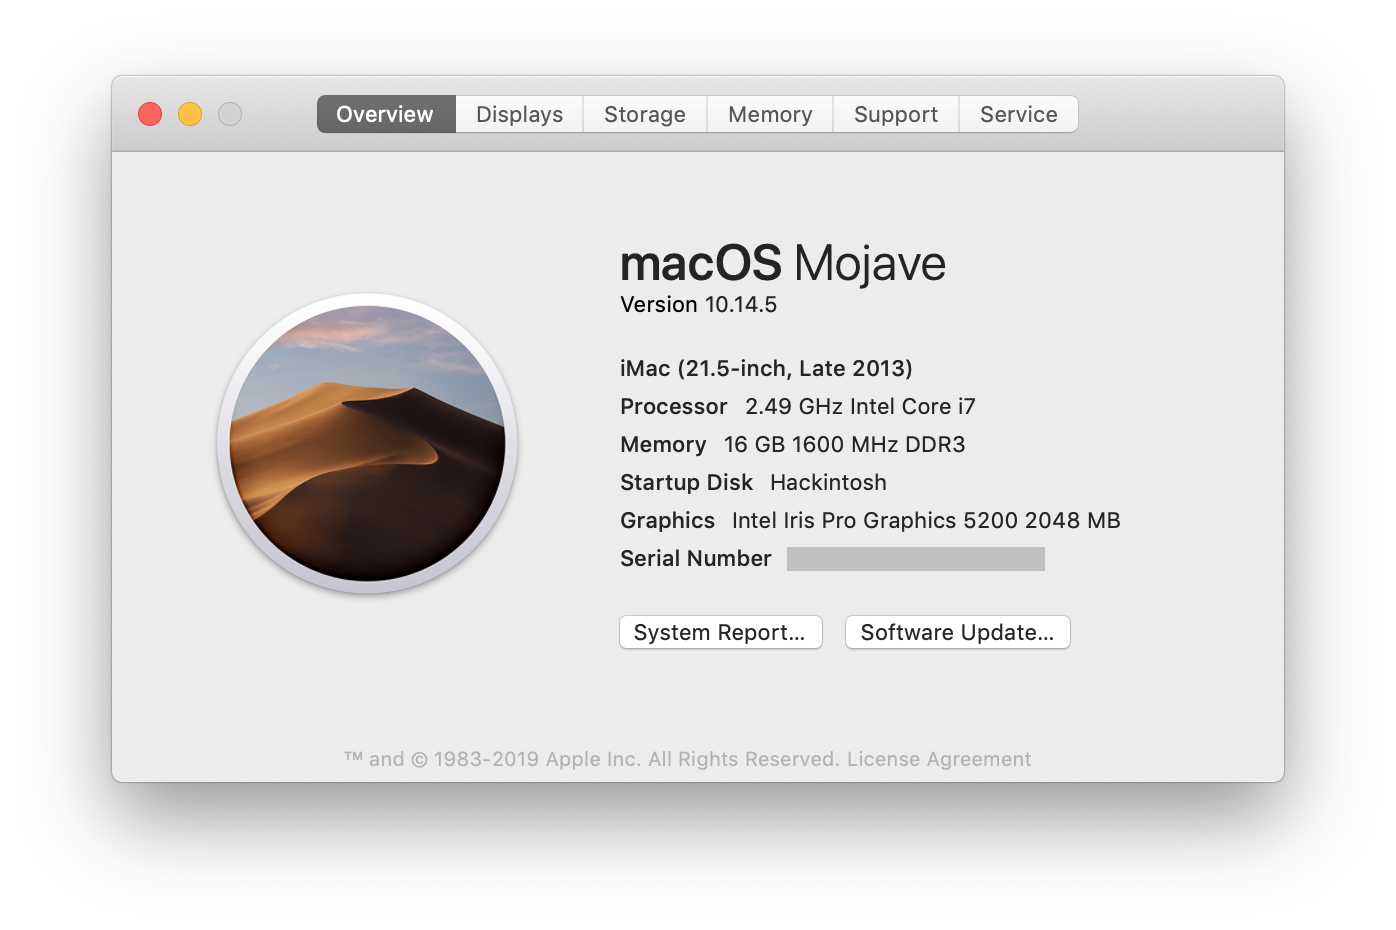 Overview Displays Storage Memory Support Service
macOS Mojave
Version 10.14.5
iMac (21.5-inch, Late 2013)
Processor 2.49 GHz Intel Core i7
Memory 16 GB 1600 MHz DDR3
Startup Disk Hackintosh
Graphics Intel Iris Pro Graphics 5200 2048 MB
Serial Number
System Report... Software Update...
™ and © 1983-2019 Apple Inc. All Rights Reserved. License Agreement